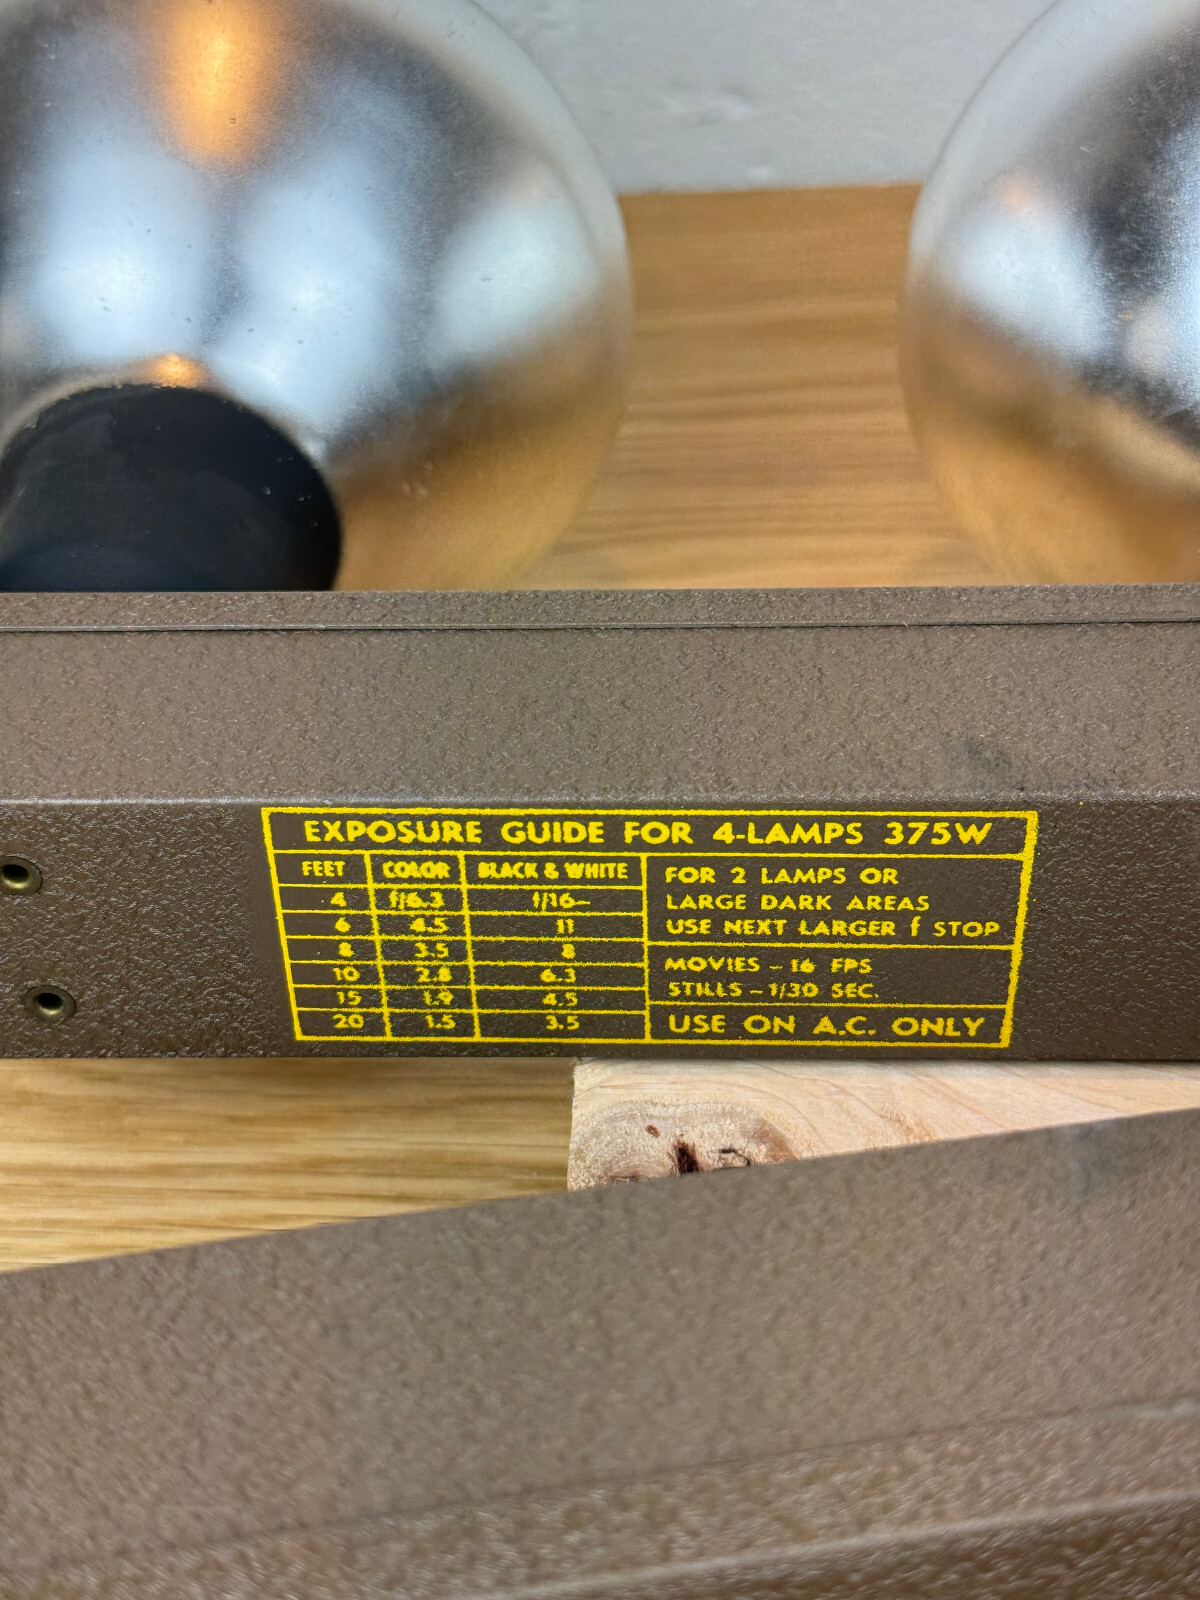 EXPOSURE GUIDE FOR 4-LAMPS 375W
FEET COLOR BLACK & WHITE
4 f/6.3 f/16–
6 4.5 11
8 3.5 8
10 2.8 6.3
15 1.9 4.5
20 1.5 3.5
FOR 2 LAMPS OR
LARGE DARK AREAS
USE NEXT LARGER f STOP
MOVIES – 16 FPS
STILLS – 1/30 SEC.
USE ON A.C. ONLY